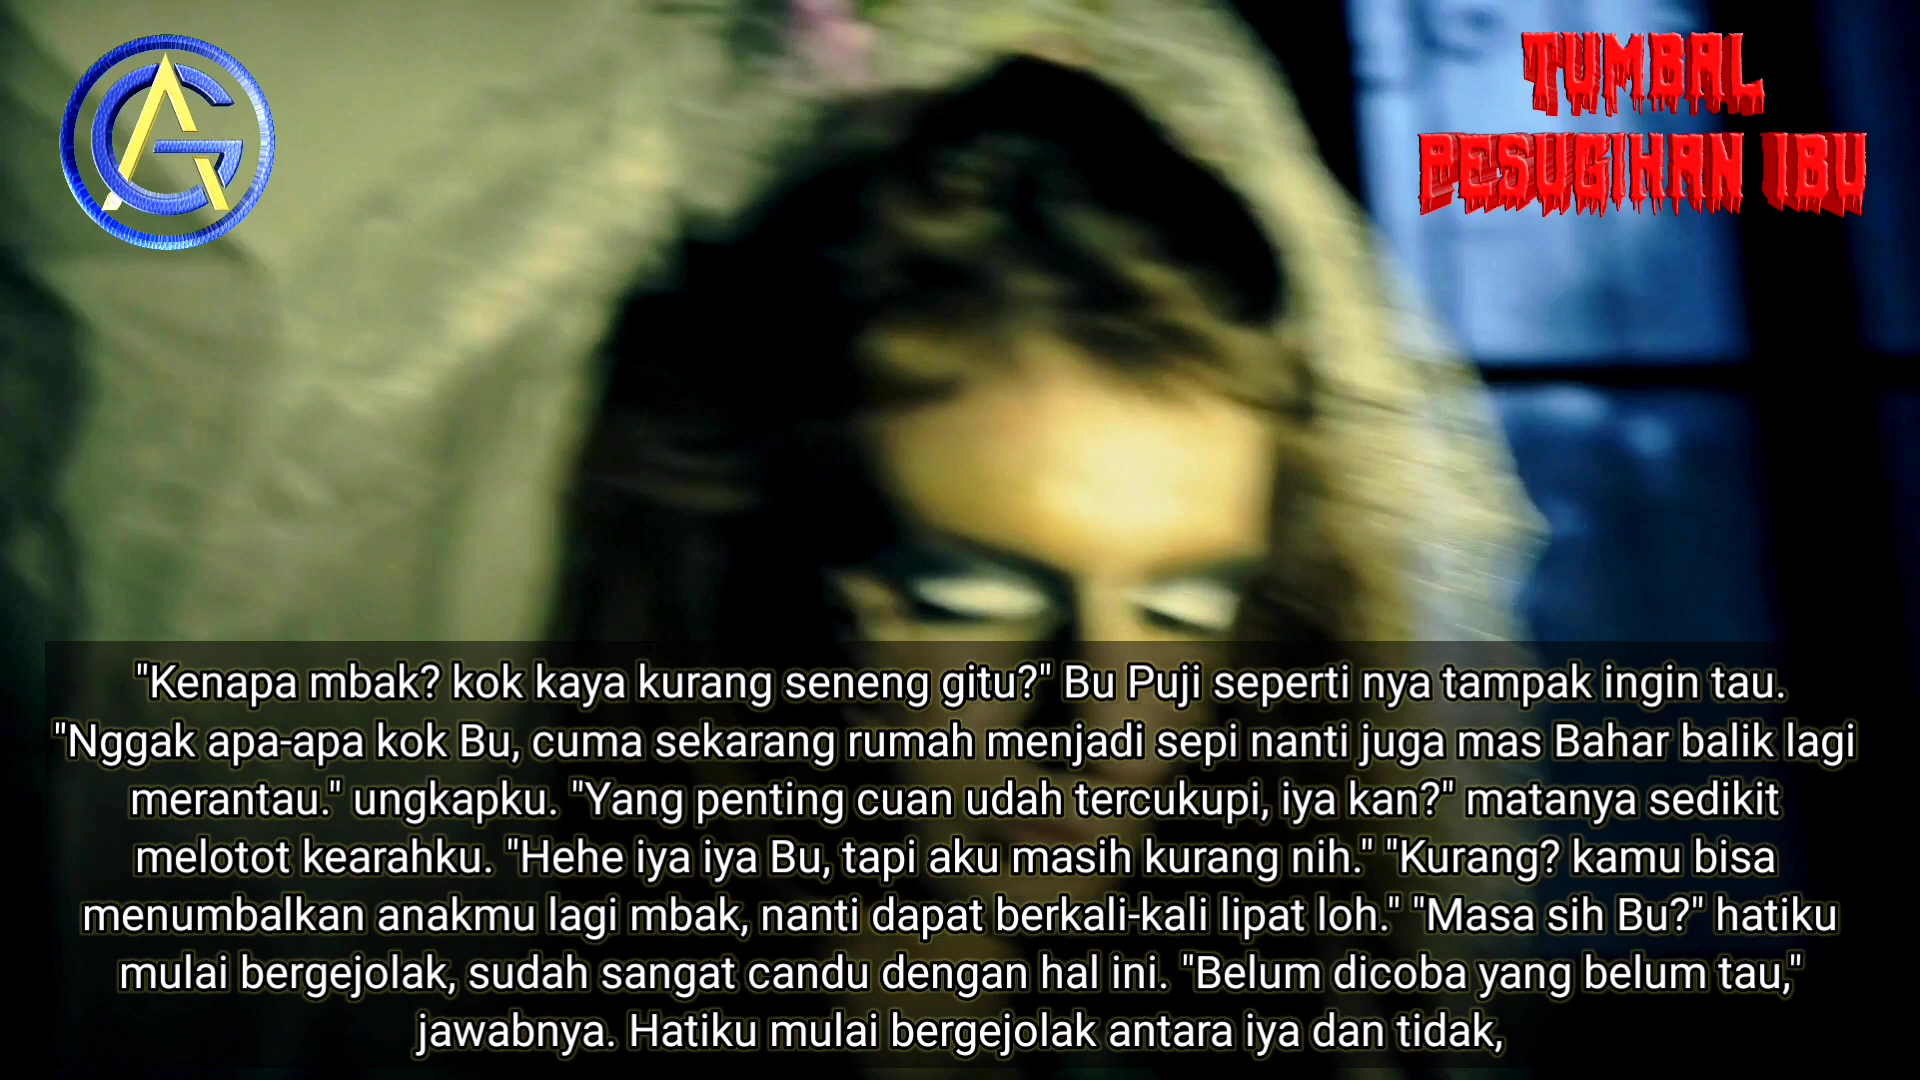 TUMBAL
PESUGIHAN IBU
"Kenapa mbak? kok kaya kurang seneng gitu?" Bu Puji seperti nya tampak ingin tau.
"Nggak apa-apa kok Bu, cuma sekarang rumah menjadi sepi nanti juga mas Bahar balik lagi
merantau." ungkapku. "Yang penting cuan udah tercukupi, iya kan?" matanya sedikit
melotot kearahku. "Hehe iya iya Bu, tapi aku masih kurang nih." "Kurang? kamu bisa
menumbalkan anakmu lagi mbak, nanti dapat berkali-kali lipat loh." "Masa sih Bu?" hatiku
mulai bergejolak, sudah sangat candu dengan hal ini. "Belum dicoba yang belum tau,"
jawabnya. Hatiku mulai bergejolak antara iya dan tidak,